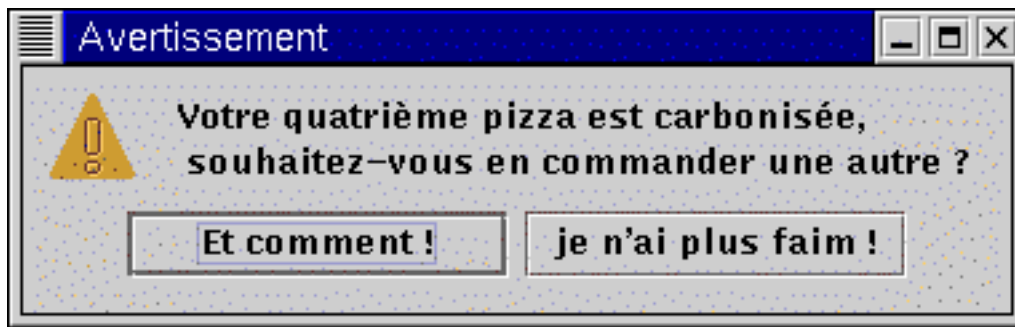 Avertissement
Votre quatrième pizza est carbonisée,
souhaitez-vous en commander une autre ?
Et comment !
je n'ai plus faim !